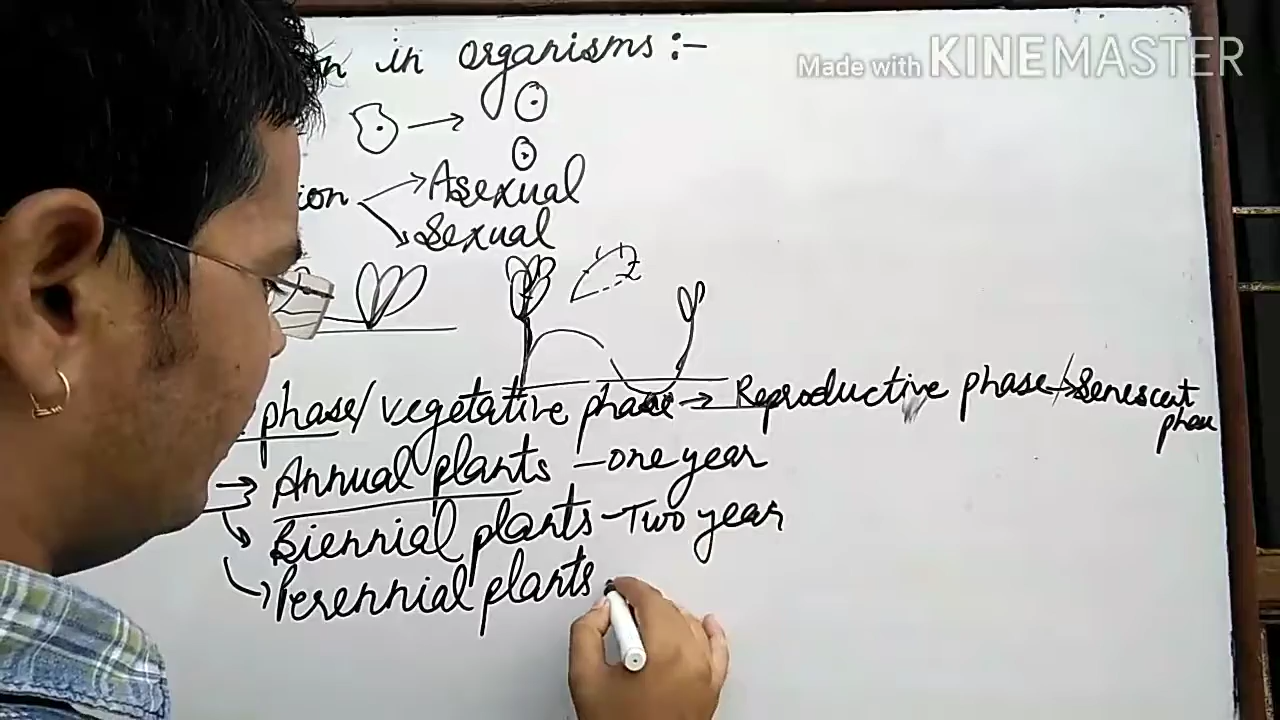 Made with KINEMASTER
n in organisms :-
ion → Asexual
→ Sexual
phase / vegetative phase → Reproductive phase → Senescent
phase
→ Annual plants - one year
→ Biennial plants - Two year
→ Perennial plants